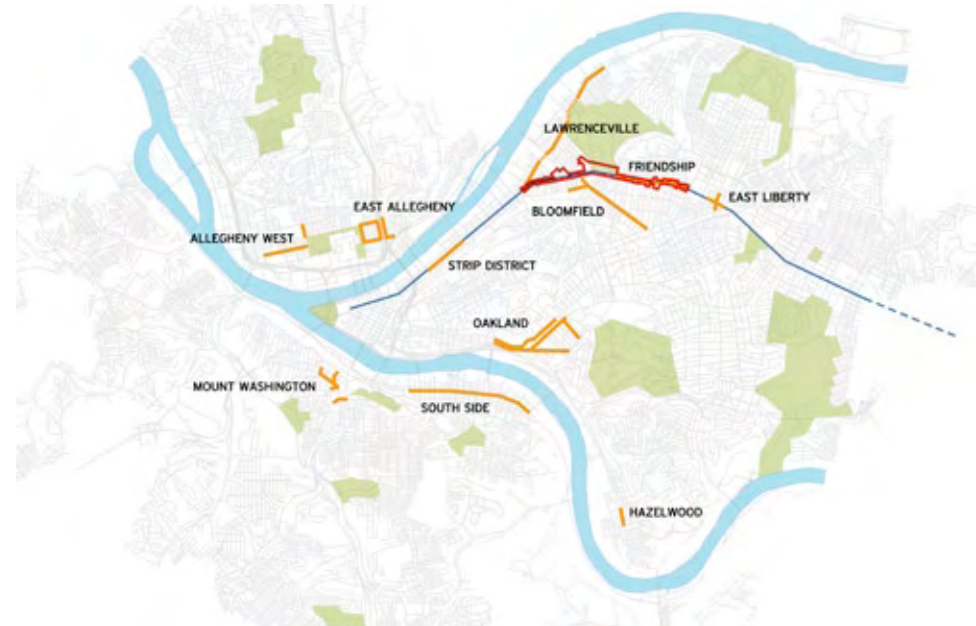 LAWRENCEVILLE
FRIENDSHIP
EAST LIBERTY
EAST ALLEGHENY
BLOOMFIELD
ALLEGHENY WEST
STRIP DISTRICT
OAKLAND
MOUNT WASHINGTON
SOUTH SIDE
HAZELWOOD